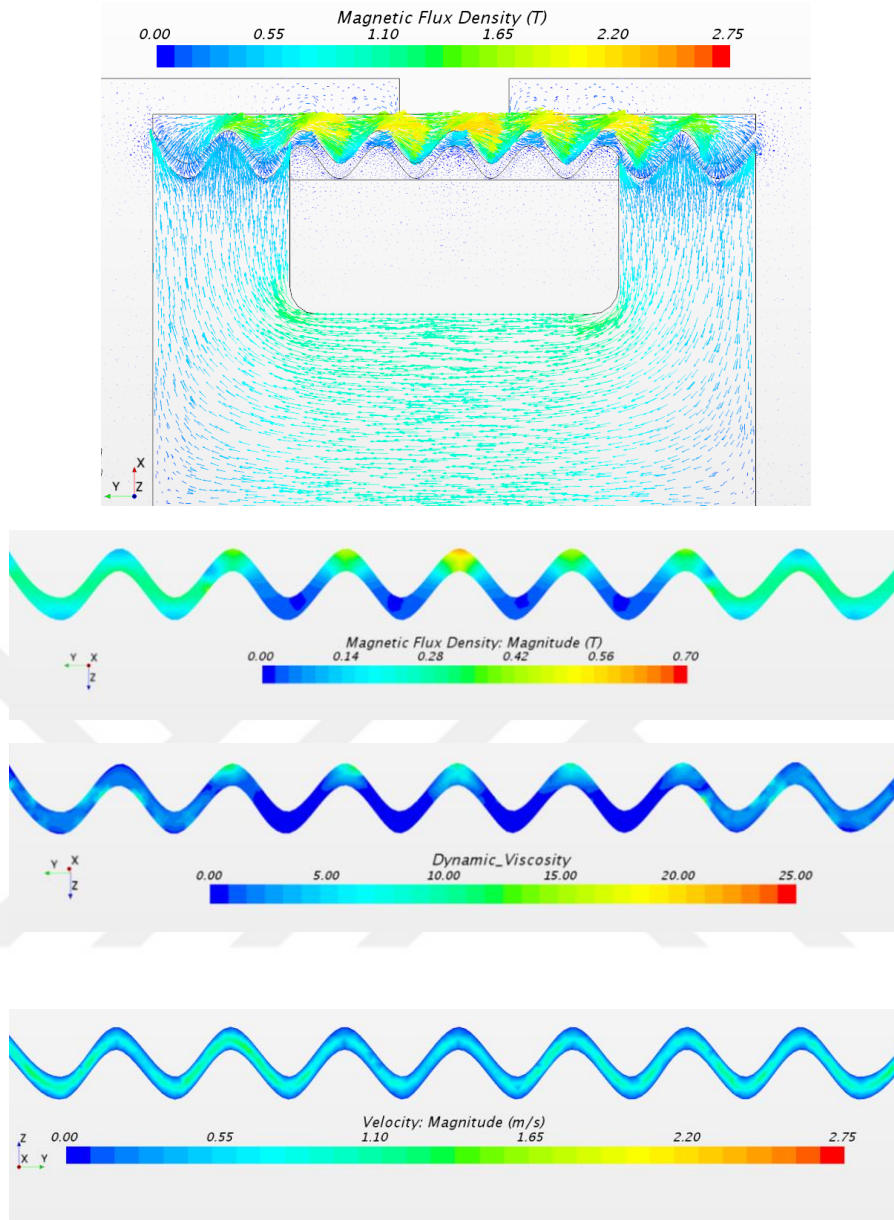 Magnetic Flux Density (T)
0.00 0.55 1.10 1.65 2.20 2.75
X
Y Z
Magnetic Flux Density: Magnitude (T)
0.00 0.14 0.28 0.42 0.56 0.70
Y X
Z
Dynamic_Viscosity
0.00 5.00 10.00 15.00 20.00 25.00
Y X
Z
Velocity: Magnitude (m/s)
0.00 0.55 1.10 1.65 2.20 2.75
Z
X Y